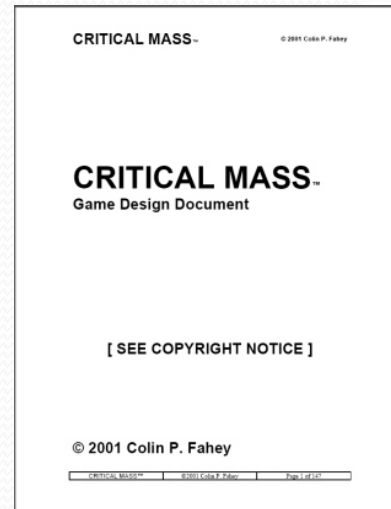 CRITICAL MASS™
© 2001 Colin P. Fahey
CRITICAL MASS™
Game Design Document
[ SEE COPYRIGHT NOTICE ]
© 2001 Colin P. Fahey
CRITICAL MASS™ ©2001 Colin P. Fahey Page 1 of 147